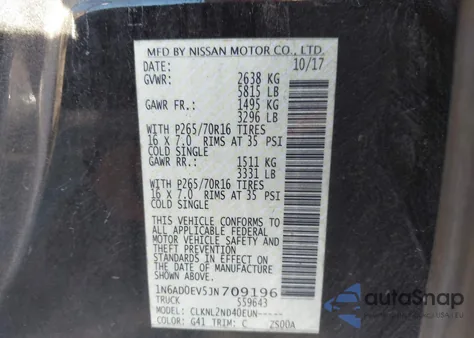 MFD BY NISSAN MOTOR CO., LTD.
DATE: 10/17
GVWR: 2638 KG
5815 LB
GAWR FR.: 1495 KG
3296 LB
WITH P265/70R16 TIRES
16 X 7.0 RIMS AT 35 PSI
COLD SINGLE
GAWR RR.: 1511 KG
3331 LB
WITH P265/70R16 TIRES
16 X 7.0 RIMS AT 35 PSI
COLD SINGLE
THIS VEHICLE CONFORMS TO
ALL APPLICABLE FEDERAL
MOTOR VEHICLE SAFETY AND
THEFT PREVENTION
STANDARDS IN EFFECT ON
THE DATE OF MANUFACTURE
SHOWN ABOVE.
1N6AD0EV5JN709196
TRUCK 559643
MODEL: CLKNL2ND40EUN-----
COLOR: G41 TRIM: C 2S00A
autoSnap